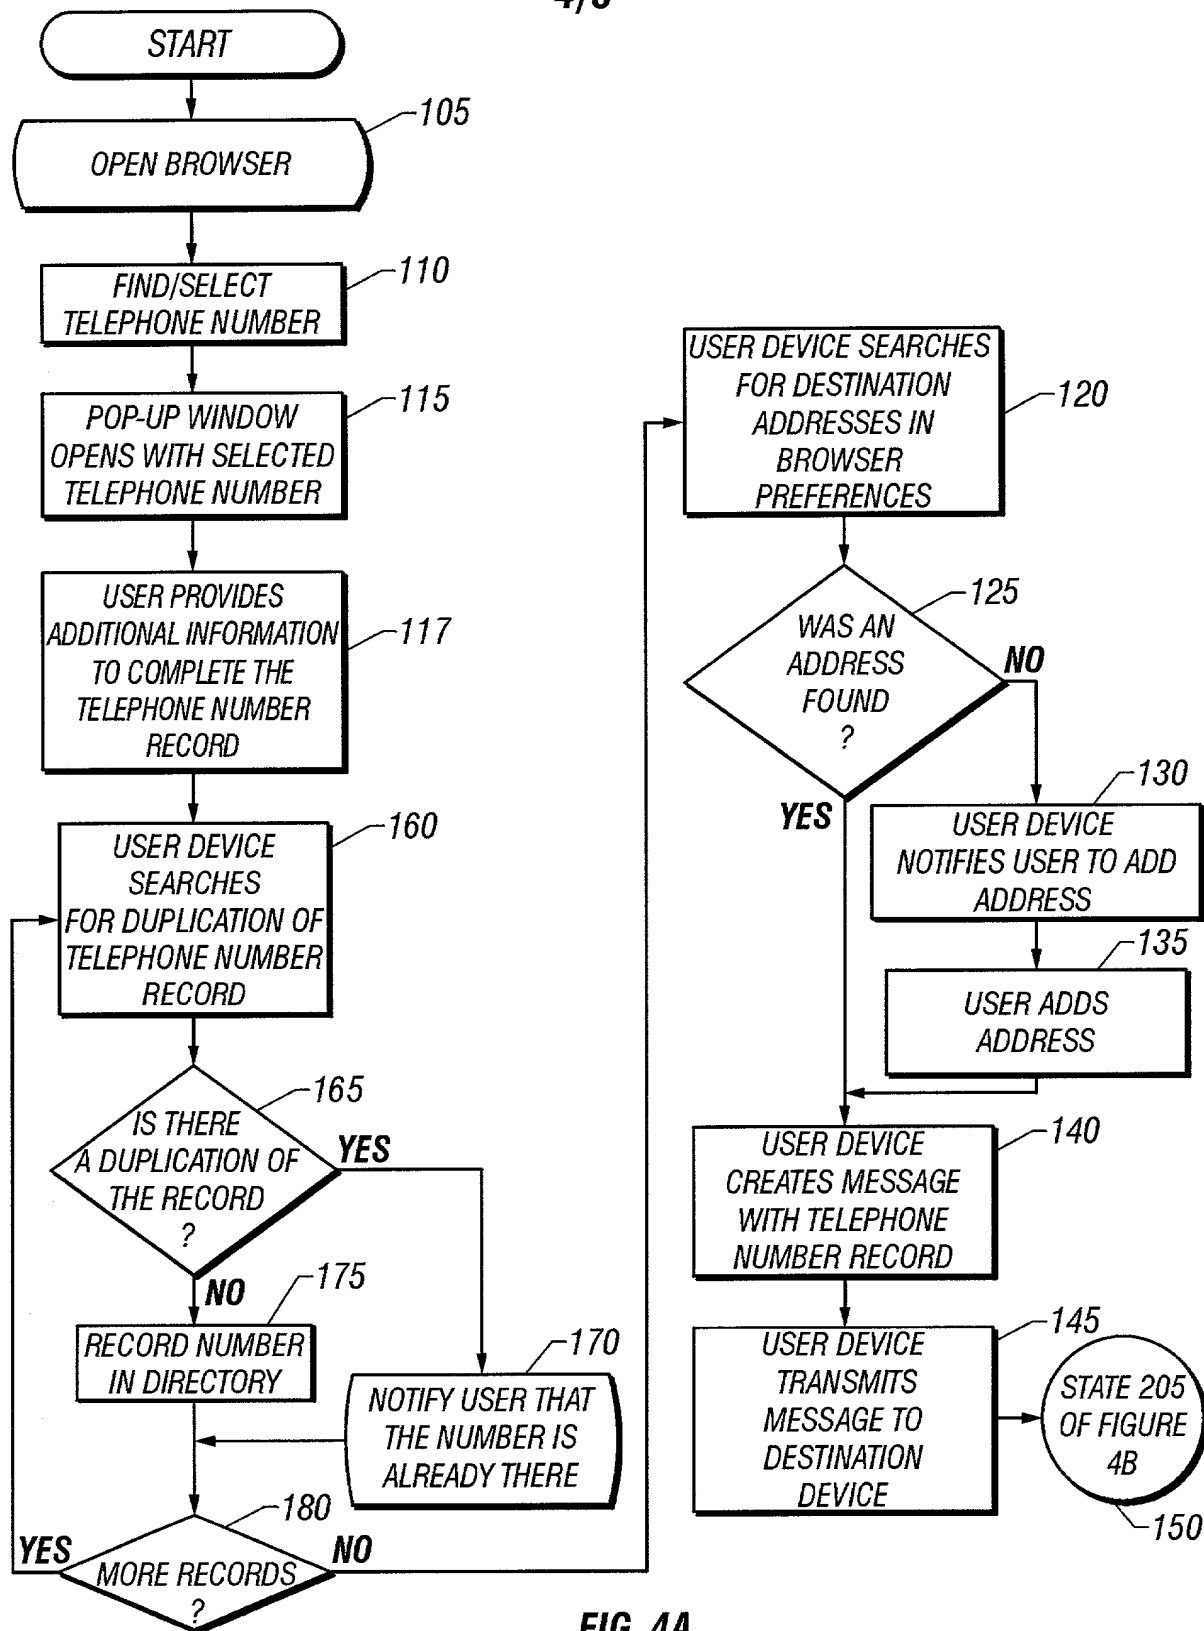 START
105
OPEN BROWSER
110
FIND/SELECT
TELEPHONE NUMBER
115
POP-UP WINDOW
OPENS WITH SELECTED
TELEPHONE NUMBER
117
USER PROVIDES
ADDITIONAL INFORMATION
TO COMPLETE THE
TELEPHONE NUMBER
RECORD
160
USER DEVICE
SEARCHES
FOR DUPLICATION OF
TELEPHONE NUMBER
RECORD
165
IS THERE
A DUPLICATION OF
THE RECORD
?
YES
NO
175
RECORD NUMBER
IN DIRECTORY
170
NOTIFY USER THAT
THE NUMBER IS
ALREADY THERE
180
YES
MORE RECORDS
?
NO
USER DEVICE SEARCHES
FOR DESTINATION
ADDRESSES IN
BROWSER
PREFERENCES
120
125
WAS AN
ADDRESS
FOUND
?
NO
YES
130
USER DEVICE
NOTIFIES USER TO ADD
ADDRESS
135
USER ADDS
ADDRESS
140
USER DEVICE
CREATES MESSAGE
WITH TELEPHONE
NUMBER RECORD
145
USER DEVICE
TRANSMITS
MESSAGE TO
DESTINATION
DEVICE
STATE 205
OF FIGURE
4B
150
FIG. 4A